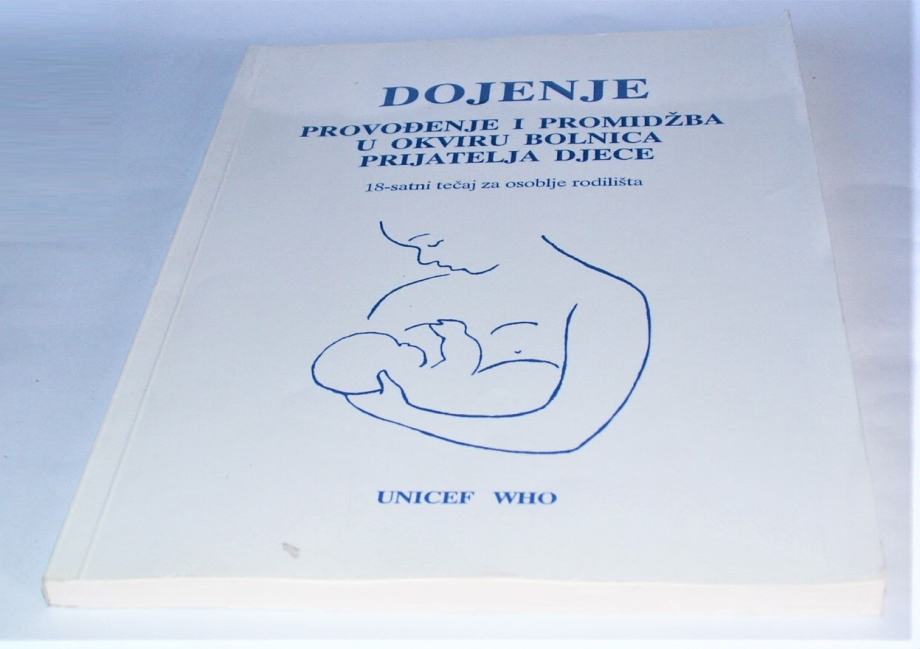 DOJENJE
PROVOĐENJE I PROMIDŽBA
U OKVIRU BOLNICA
PRIJATELJA DJECE
18-satni tečaj za osoblje rodilišta
UNICEF WHO